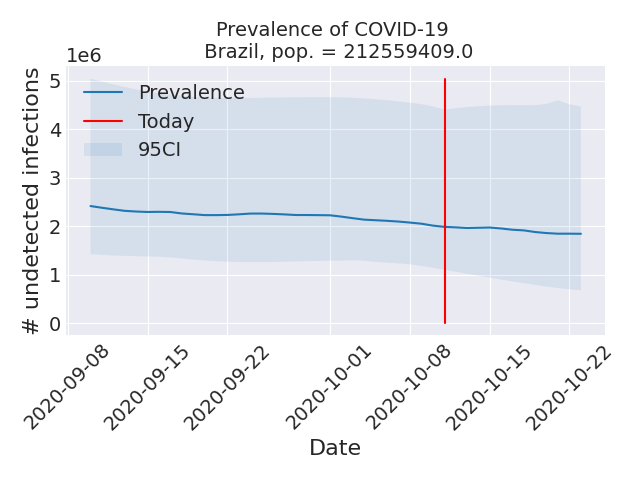 Prevalence of COVID-19
Brazil, pop. = 212559409.0
1e6
5
4
3
2
1
0
# undetected infections
Prevalence
Today
95CI
2020-09-08
2020-09-15
2020-09-22
2020-10-01
2020-10-08
2020-10-15
2020-10-22
Date